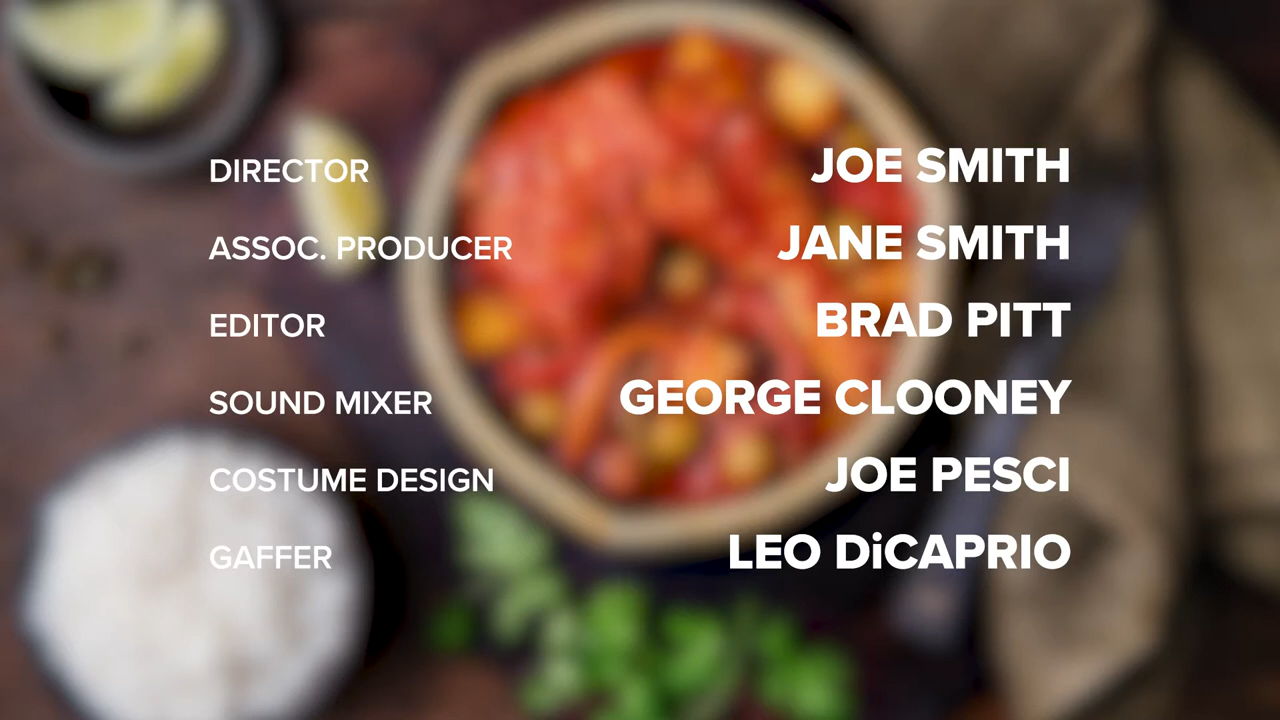 DIRECTOR JOE SMITH
ASSOC. PRODUCER JANE SMITH
EDITOR BRAD PITT
SOUND MIXER GEORGE CLOONEY
COSTUME DESIGN JOE PESCI
GAFFER LEO DiCAPRIO